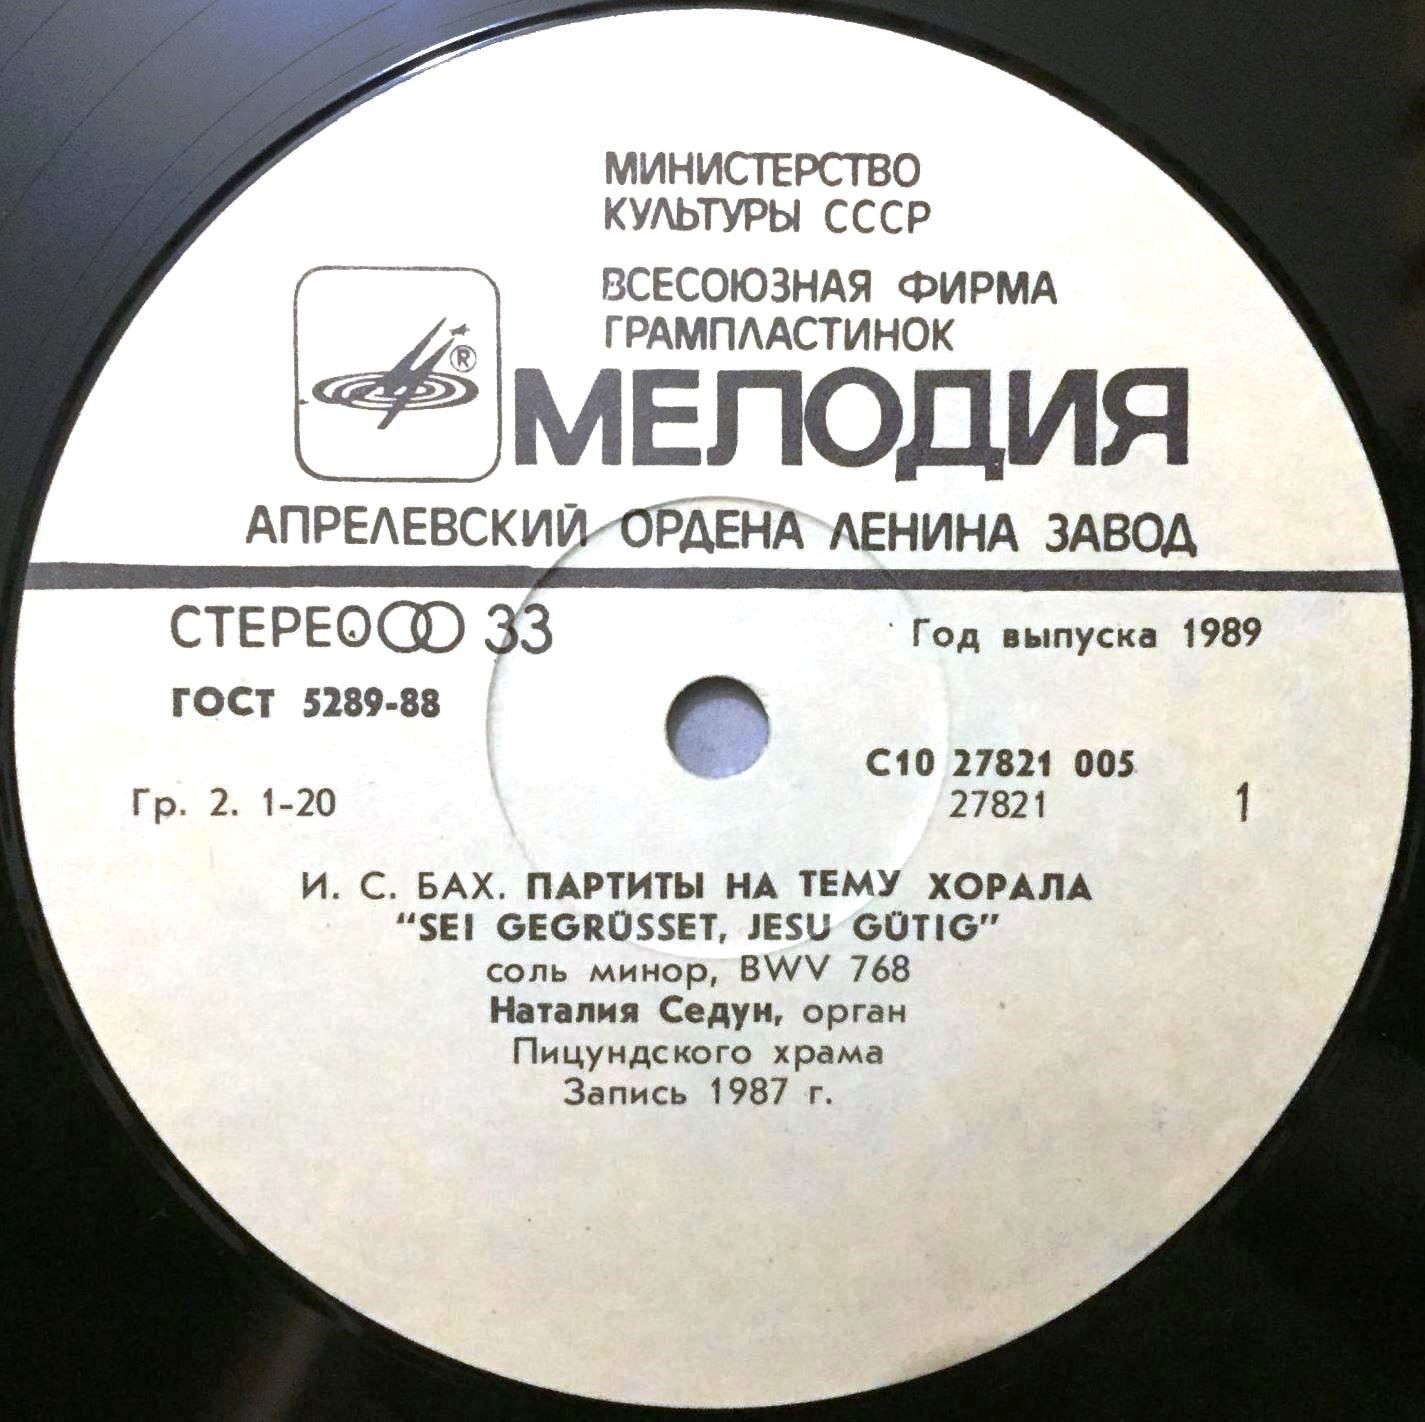 МИНИСТЕРСТВО
КУЛЬТУРЫ СССР
ВСЕСОЮЗНАЯ ФИРМА
ГРАМПЛАСТИНОК
®
МЕЛОДИЯ
АПРЕЛЕВСКИЙ ОРДЕНА ЛЕНИНА ЗАВОД
СТЕРЕО 33
Год выпуска 1989
ГОСТ 5289-88
С10 27821 005
Гр. 2. 1-20
27821
1
И. С. БАХ. ПАРТИТЫ НА ТЕМУ ХОРАЛА
"SEI GEGRÜSSET, JESU GÜTIG"
соль минор, BWV 768
Наталия Седун, орган
Пицундского храма
Запись 1987 г.